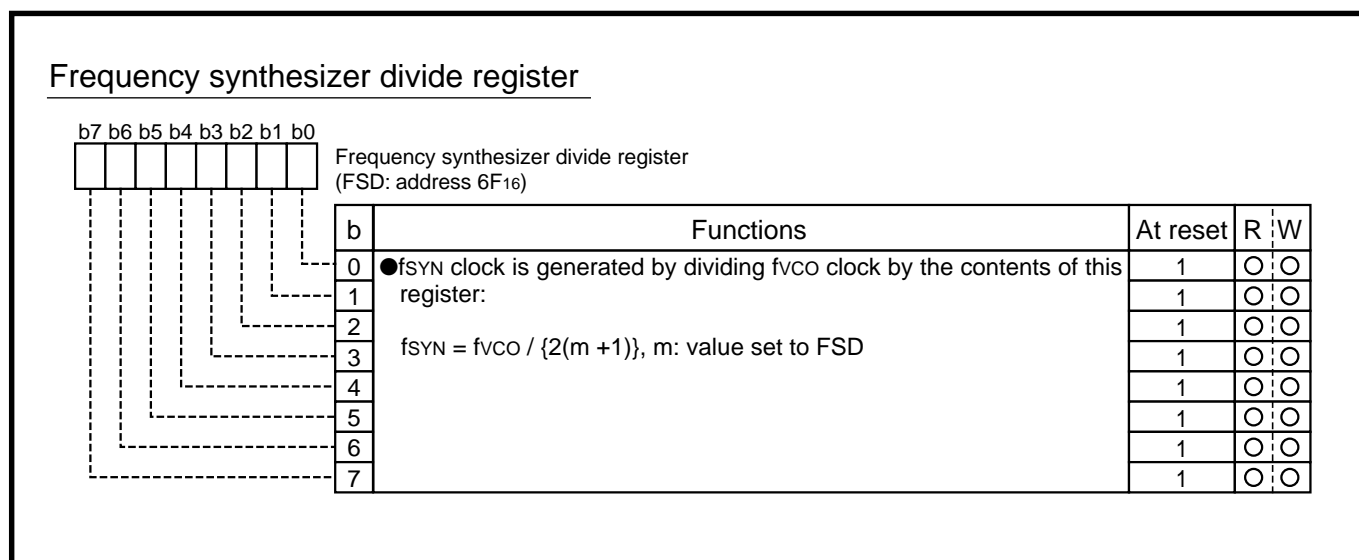 Frequency synthesizer divide register
b7 b6 b5 b4 b3 b2 b1 b0
Frequency synthesizer divide register
(FSD: address 6F16)
b Functions At reset R W
0 ●fSYN clock is generated by dividing fVCO clock by the contents of this 1 O O
1 register: 1 O O
2 1 O O
3 fSYN = fVCO / {2(m +1)}, m: value set to FSD 1 O O
4 1 O O
5 1 O O
6 1 O O
7 1 O O